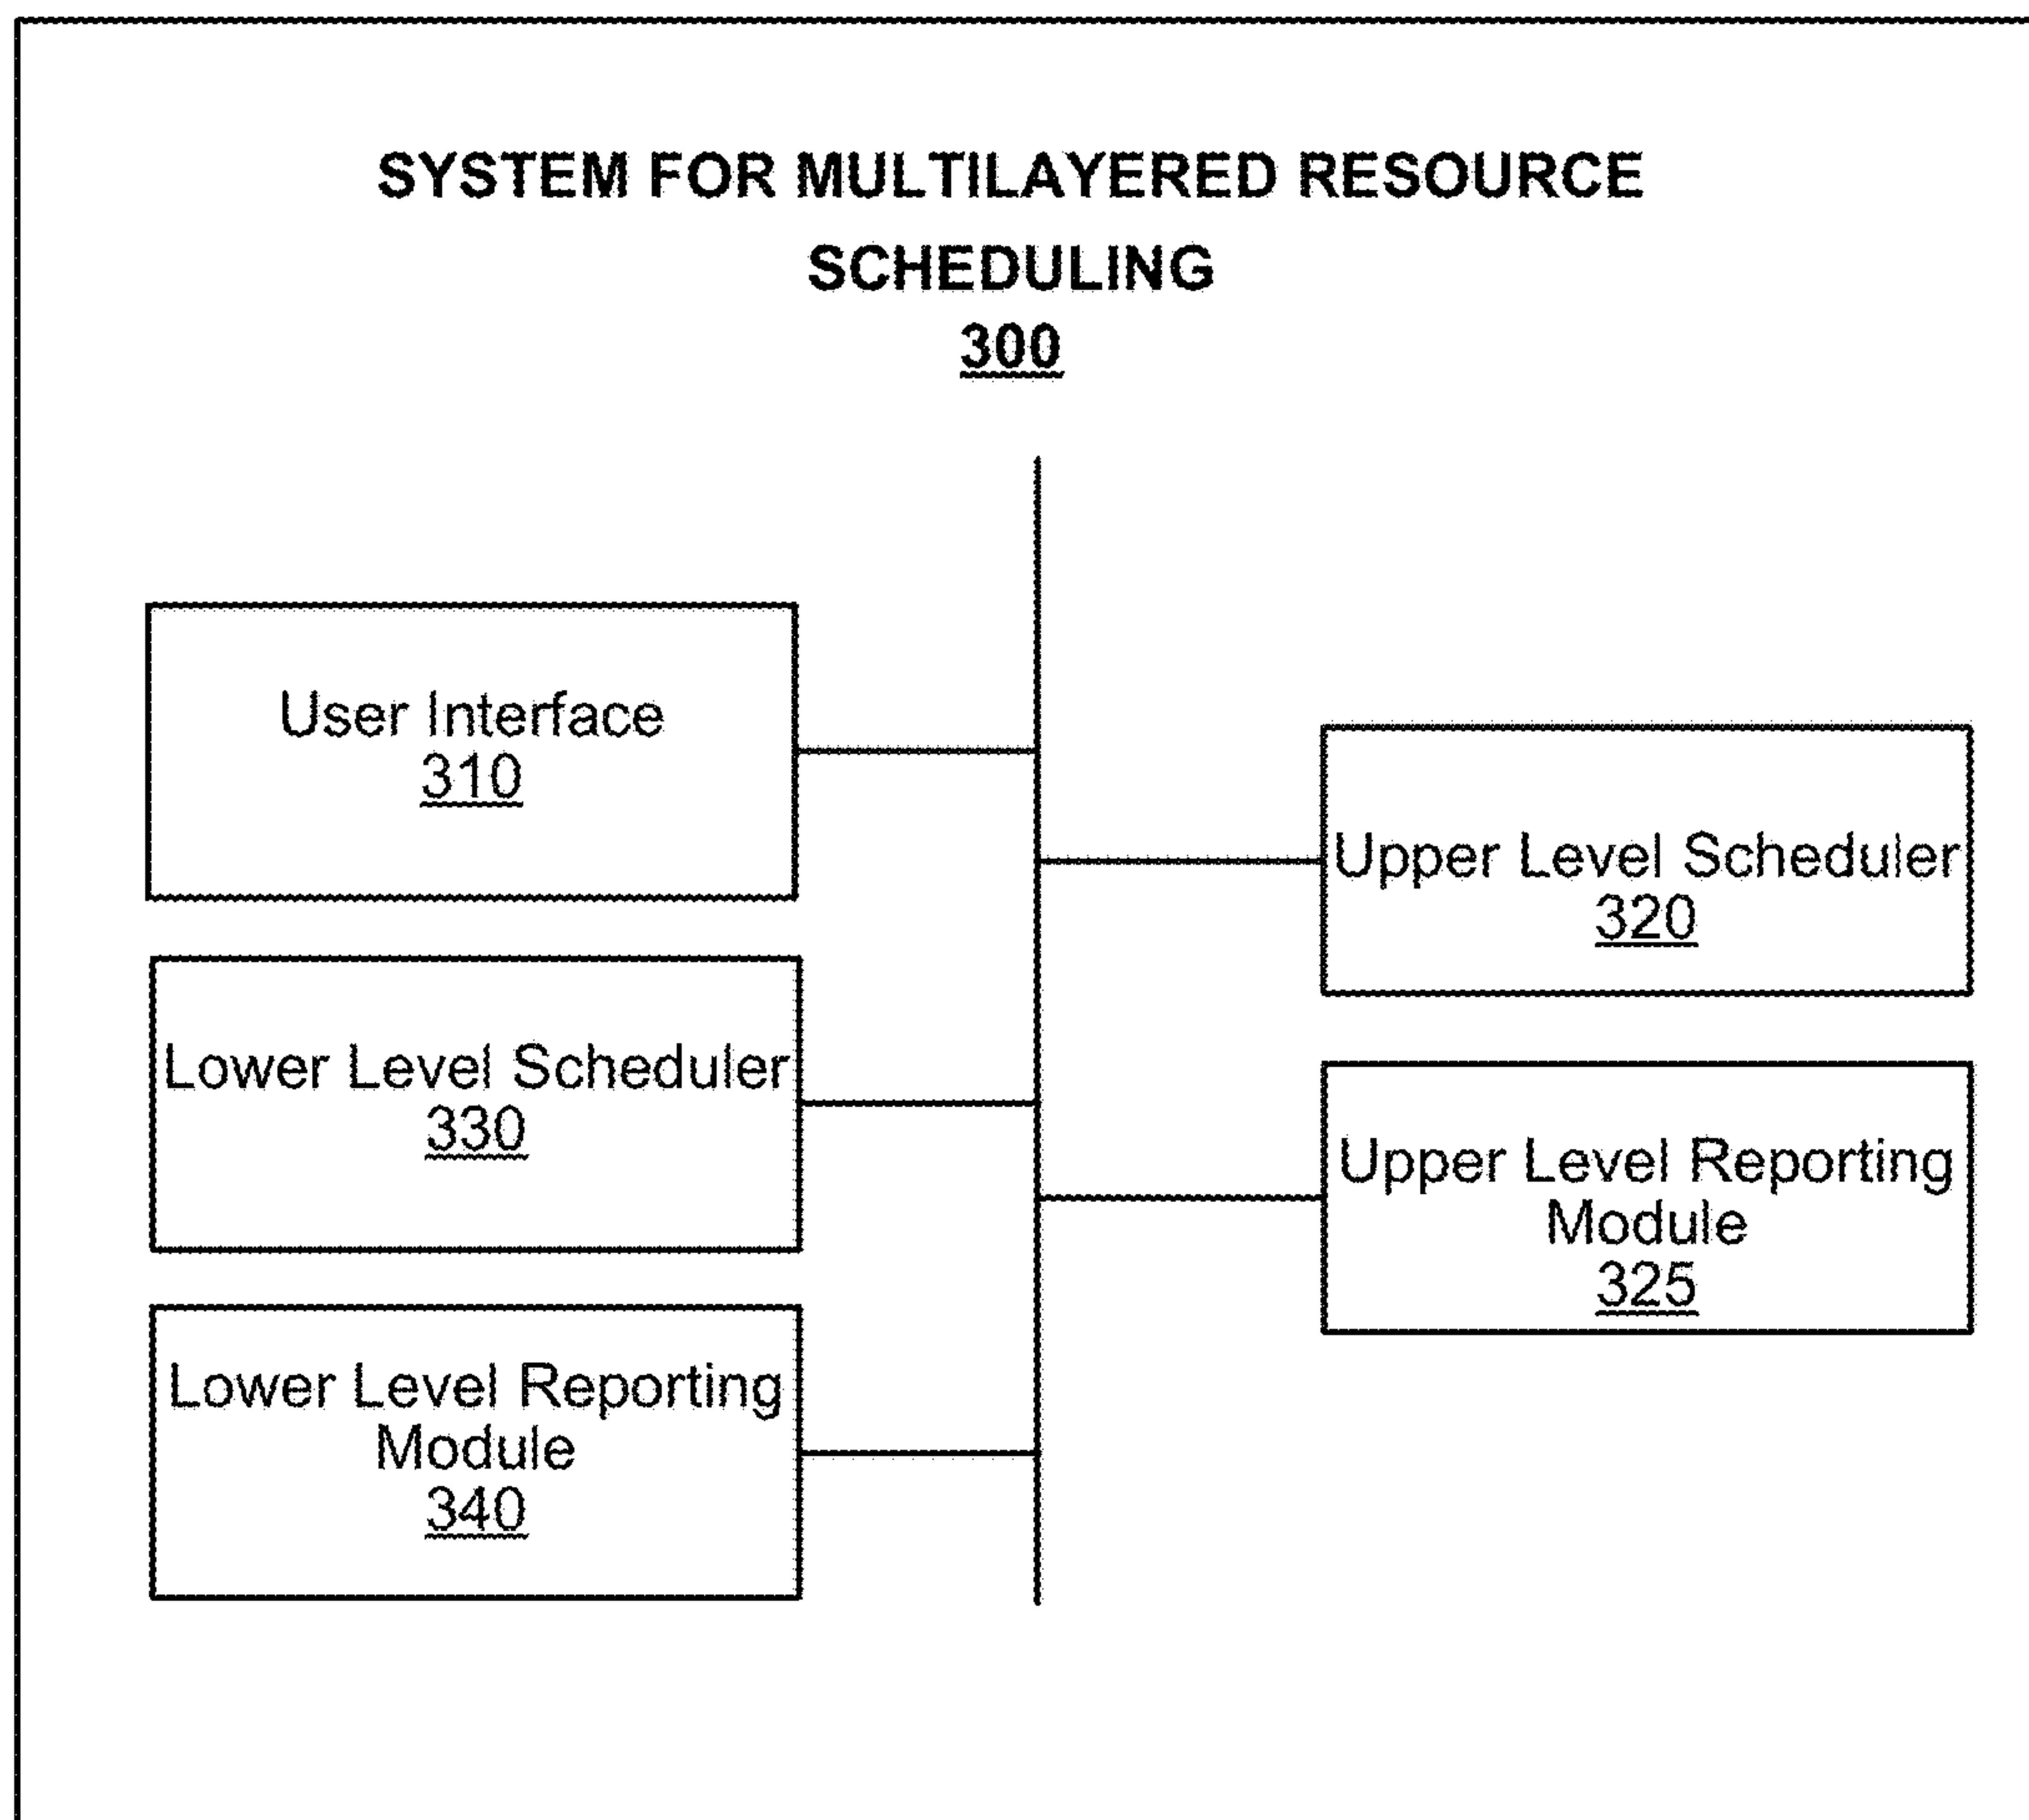 SYSTEM FOR MULTILAYERED RESOURCE
SCHEDULING
300
User Interface
310
Upper Level Scheduler
320
Lower Level Scheduler
330
Upper Level Reporting
Module
325
Lower Level Reporting
Module
340